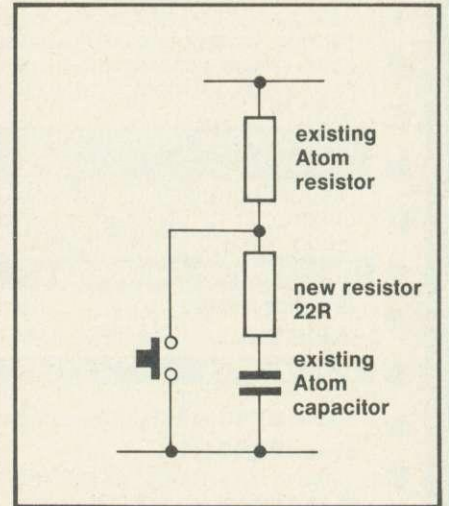 existing
Atom
resistor
new resistor
22R
existing
Atom
capacitor